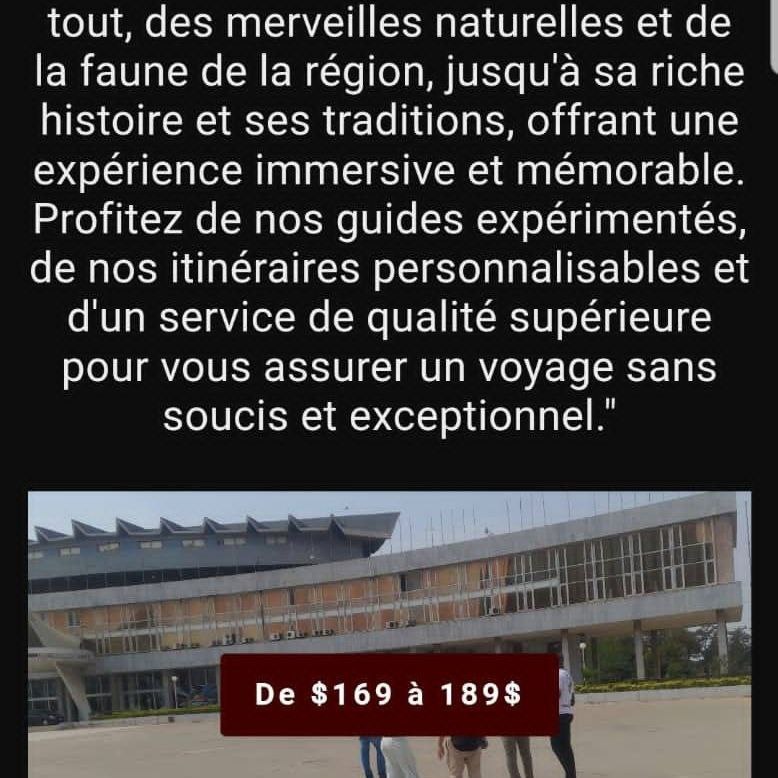 tout, des merveilles naturelles et de
la faune de la région, jusqu'à sa riche
histoire et ses traditions, offrant une
expérience immersive et mémorable.
Profitez de nos guides expérimentés,
de nos itinéraires personnalisables et
d'un service de qualité supérieure
pour vous assurer un voyage sans
soucis et exceptionnel."
De $169 à 189$